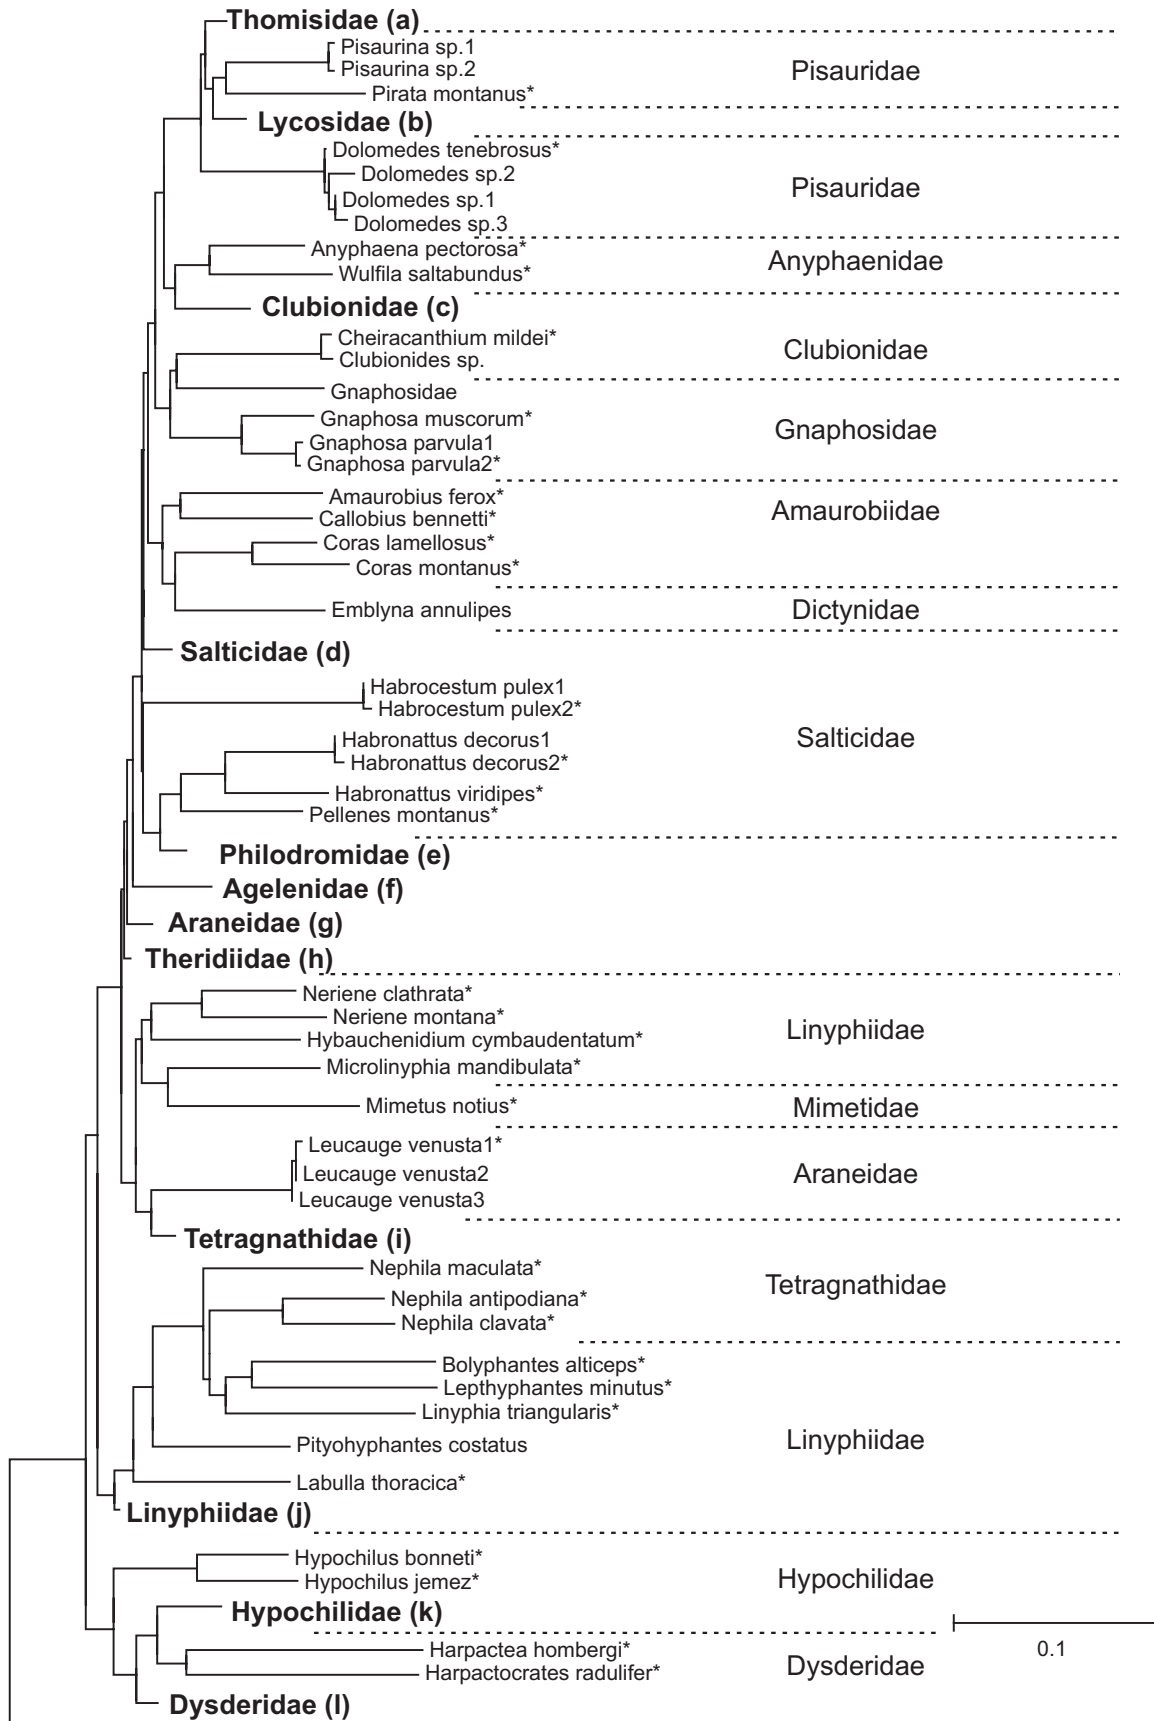 Thomisidae (a)
Pisaurina sp.1
Pisaurina sp.2
Pisauridae
Pirata montanus*
Lycosidae (b)
Dolomedes tenebrosus*
Dolomedes sp.2
Pisauridae
Dolomedes sp.1
Dolomedes sp.3
Anyphaena pectorosa*
Anyphaenidae
Wulfila saltabundus*
Clubionidae (c)
Cheiracanthium mildei*
Clubionidae
Clubionides sp.
Gnaphosidae
Gnaphosa muscorum*
Gnaphosidae
Gnaphosa parvula1
Gnaphosa parvula2*
Amaurobius ferox*
Amaurobiidae
Callobius bennetti*
Coras lamellosus*
Coras montanus*
Emblyna annulipes
Dictynidae
Salticidae (d)
Habrocestum pulex1
Habrocestum pulex2*
Salticidae
Habronattus decorus1
Habronattus decorus2*
Habronattus viridipes*
Pellenes montanus*
Philodromidae (e)
Agelenidae (f)
Araneidae (g)
Theridiidae (h)
Neriene clathrata*
Neriene montana*
Linyphiidae
Hybauchenidium cymbaudentatum*
Microlinyphia mandibulata*
Mimetus notius*
Mimetidae
Leucauge venusta1*
Leucauge venusta2
Araneidae
Leucauge venusta3
Tetragnathidae (i)
Nephila maculata*
Tetragnathidae
Nephila antipodiana*
Nephila clavata*
Bolyphantes alticeps*
Lepthyphantes minutus*
Linyphia triangularis*
Linyphiidae
Pityohyphantes costatus
Labulla thoracica*
Linyphiidae (j)
Hypochilus bonneti*
Hypochilidae
Hypochilus jemez*
Hypochilidae (k)
Harpactea hombergi*
0.1
Dysderidae
Harpactocrates radulifer*
Dysderidae (l)